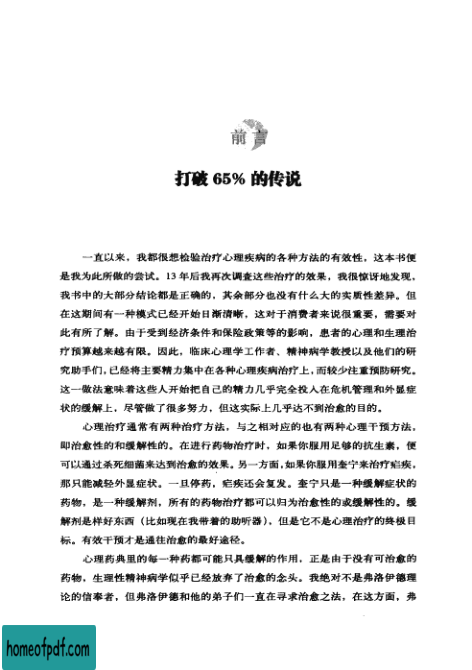 前言
打破 65% 的传说
一直以来，我都很想检验治疗心理疾病的各种方法的有效性，这本书便
是我为此所做的尝试。13 年后我再次调查这些治疗的效果，我很惊讶地发现，
我书中的大部分结论都是正确的，其余部分也没有什么大的实质性差异。但
在这期间有一种模式已经开始日渐清晰，这对于消费者来说很重要，需要对
此有所了解。由于受到经济条件和保险政策等的影响，患者的心理和生理治
疗预算越来越有限。因此，临床心理学工作者、精神病学教授以及他们的研
究助手们，已经将主要精力集中在各种心理疾病治疗上，而较少注重预防研究。
这一做法意味着这些人开始把自己的精力几乎完全投入在危机管理和外显症
状的缓解上，尽管做了很多努力，但这实际上几乎达不到治愈的目的。
心理治疗通常有两种治疗方法，与之相对应的也有两种心理干预方法，
即治愈性的和缓解性的。在进行药物治疗时，如果你服用足够的抗生素，便
可以通过杀死细菌来达到治愈的效果。另一方面，如果你服用奎宁来治疗疟疾，
那只能减轻外显症状。一旦停药，疟疾还会复发。奎宁只是一种缓解症状的
药物，是一种缓解剂，所有的药物治疗都可以归为治愈性的或缓解性的。缓
解剂是样好东西（比如现在我带着的助听器），但是它不是心理治疗的终极目
标。有效干预才是通往治愈的最好途径。
心理药典里的每一种药都可能只具缓解的作用，正是由于没有可治愈的
药物，生理性精神病学似乎已经放弃了治愈的念头。我绝对不是弗洛伊德理
论的信奉者，但弗洛伊德和他的弟子们一直在寻求治愈之法，在这方面，弗
homeofpdf.com